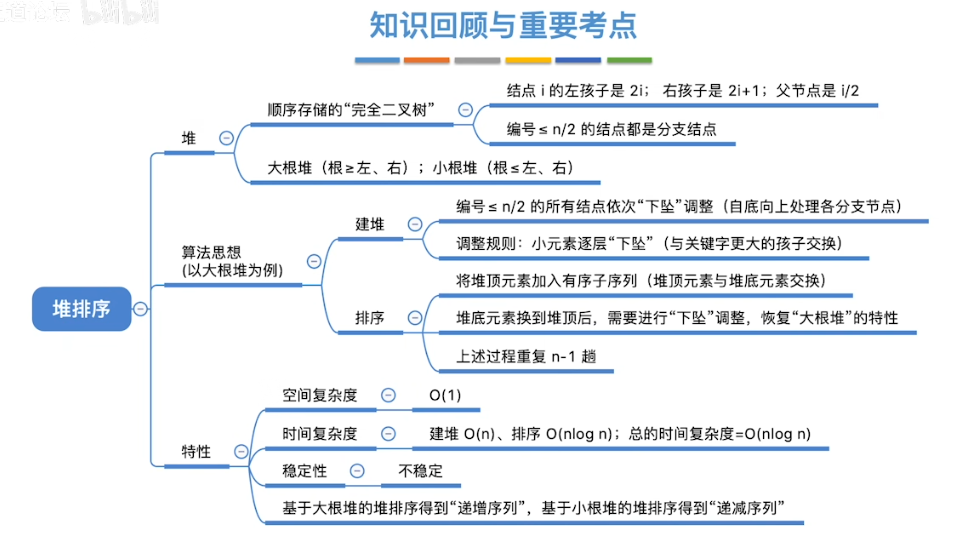 知识回顾与重要考点
结点 i 的左孩子是 2i； 右孩子是 2i+1；父节点是 i/2
顺序存储的“完全二叉树”
编号≤ n/2 的结点都是分支结点
堆
大根堆（根≥左、右）；小根堆（根≤左、右）
编号≤ n/2 的所有结点依次“下坠”调整（自底向上处理各分支节点）
建堆
调整规则：小元素逐层“下坠”（与关键字更大的孩子交换）
算法思想
(以大根堆为例)
将堆顶元素加入有序子序列（堆顶元素与堆底元素交换）
堆排序
排序
堆底元素换到堆顶后，需要进行“下坠”调整，恢复“大根堆”的特性
上述过程重复 n-1 趟
空间复杂度
O(1)
时间复杂度
建堆 O(n)、排序 O(nlog n)；总的时间复杂度=O(nlog n)
特性
稳定性
不稳定
基于大根堆的堆排序得到“递增序列”，基于小根堆的堆排序得到“递减序列”